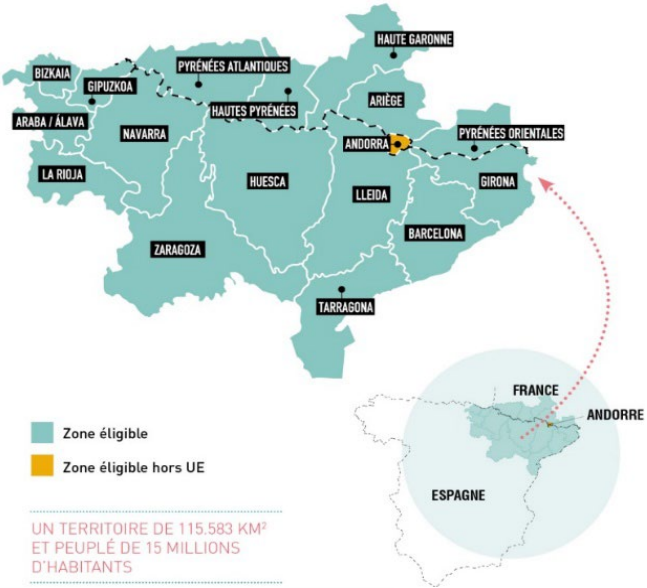 HAUTE GARONNE
PYRÉNÉES ATLANTIQUES
BIZKAIA
GIPUZKOA
ARIÈGE
HAUTES PYRÉNÉES
ARABA / ÁLAVA
NAVARRA
PYRÉNÉES ORIENTALES
ANDORRA
LA RIOJA
HUESCA
LLEIDA
GIRONA
BARCELONA
ZARAGOZA
TARRAGONA
FRANCE
ANDORRE
ESPAGNE
Zone éligible
Zone éligible hors UE
UN TERRITOIRE DE 115.583 KM²
ET PEUPLÉ DE 15 MILLIONS
D'HABITANTS